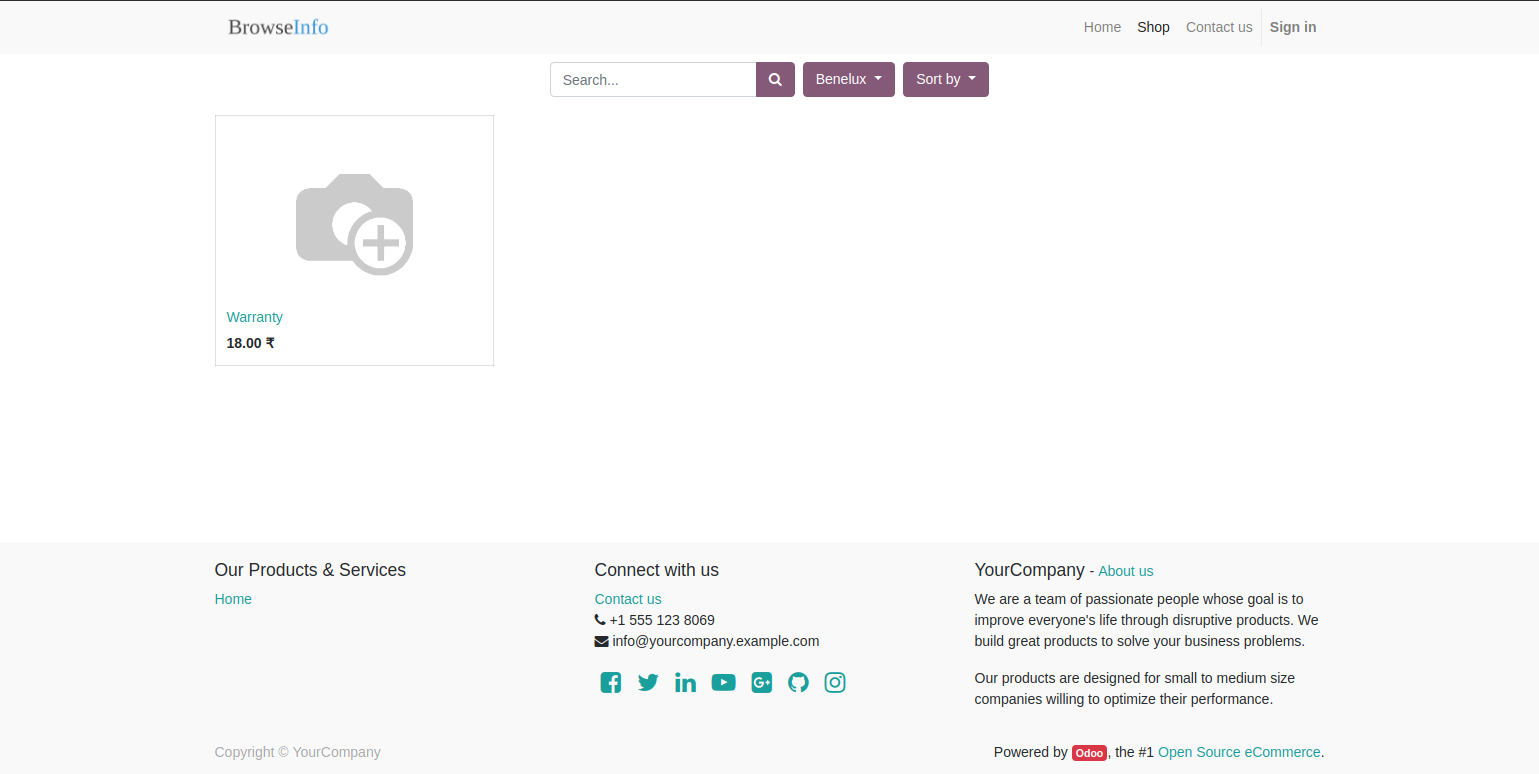 BrowseInfo
Home Shop Contact us Sign in
Search... Benelux Sort by
Warranty
18.00 ₹
Our Products & Services
Home
Connect with us
Contact us
+1 555 123 8069
info@yourcompany.example.com
YourCompany - About us
We are a team of passionate people whose goal is to
improve everyone's life through disruptive products. We
build great products to solve your business problems.
Our products are designed for small to medium size
companies willing to optimize their performance.
Copyright © YourCompany
Powered by Odoo, the #1 Open Source eCommerce.